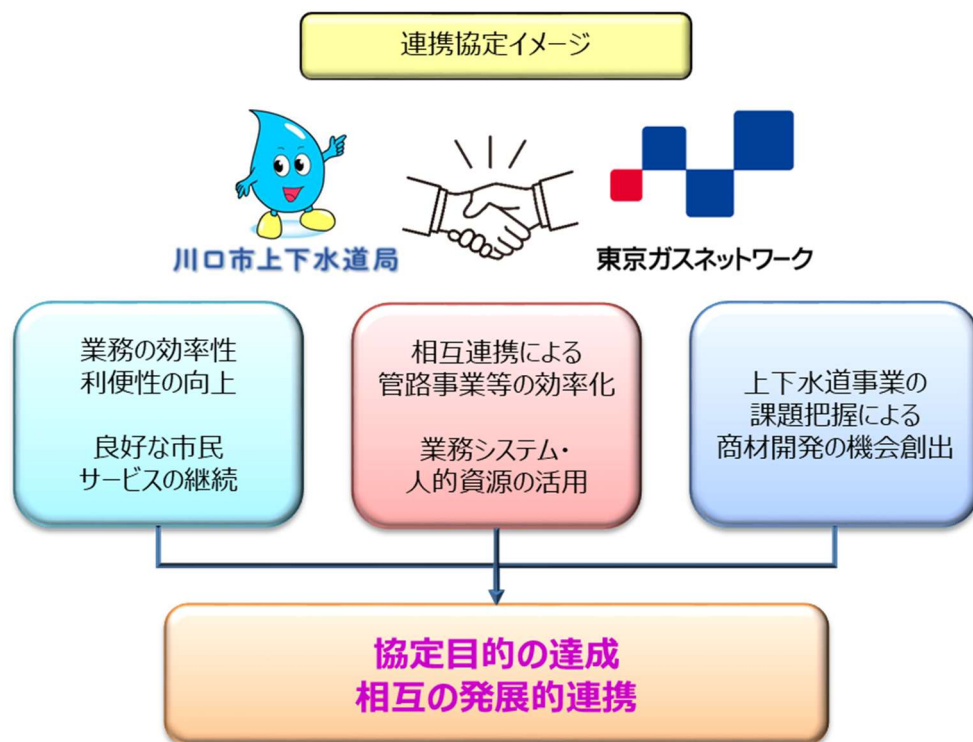 連携協定イメージ
川口市上下水道局
東京ガスネットワーク
業務の効率性
利便性の向上
良好な市民
サービスの継続
相互連携による
管路事業等の効率化
業務システム・
人的資源の活用
上下水道事業の
課題把握による
商材開発の機会創出
協定目的の達成
相互の発展的連携